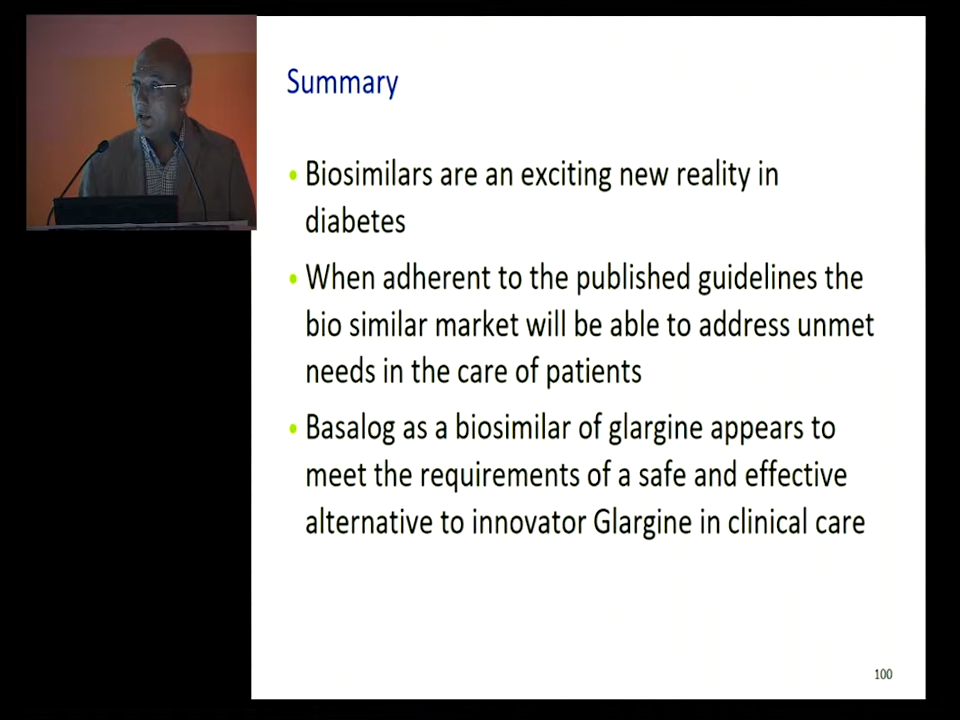 Summary
• Biosimilars are an exciting new reality in
diabetes
• When adherent to the published guidelines the
bio similar market will be able to address unmet
needs in the care of patients
• Basalog as a biosimilar of glargine appears to
meet the requirements of a safe and effective
alternative to innovator Glargine in clinical care
100